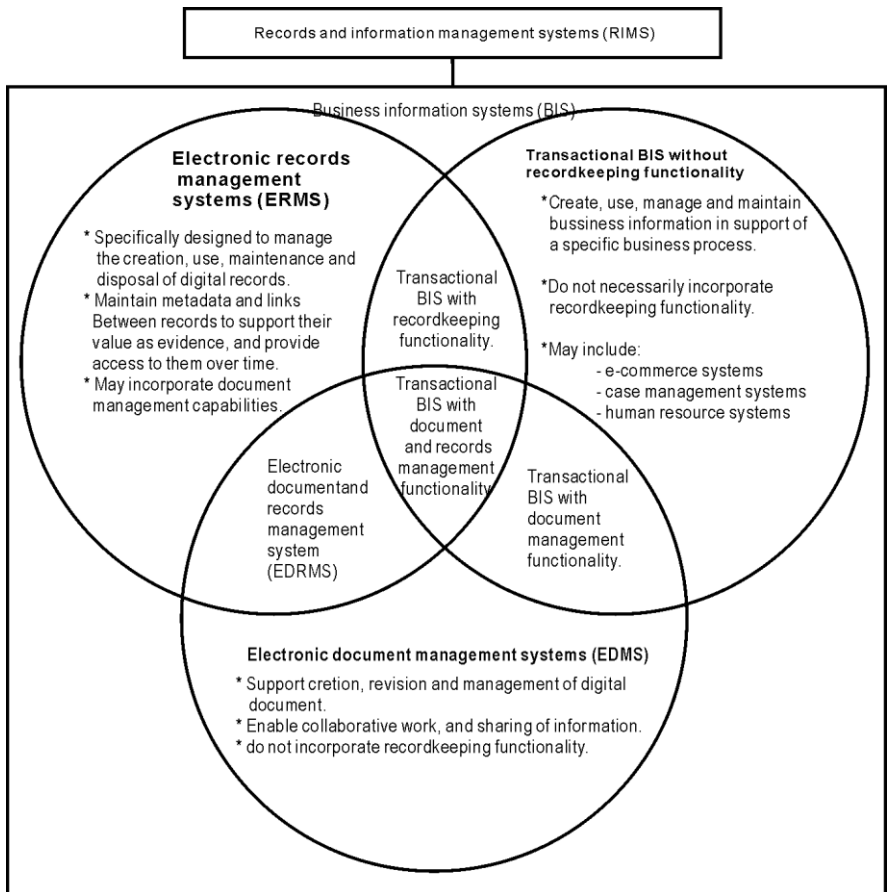 Records and information management systems (RIMS)
Business information systems (BIS)
Electronic records
management
systems (ERMS)
* Specifically designed to manage
the creation, use, maintenance and
disposal of digital records.
* Maintain metadata and links
Between records to support their
value as evidence, and provide
access to them over time.
* May incorporate document
management capabilities.
Transactional BIS without
recordkeeping functionality
*Create, use, manage and maintain
bussiness information in support of
a specific business process.
*Do not necessarily incorporate
recordkeeping functionality.
*May include:
- e-commerce systems
- case management systems
- human resource systems
Transactional
BIS with
recordkeeping
functionality.
Transactional
BIS with
document
and records
management
functionality
Electronic
documentand
records
management
system
(EDRMS)
Transactional
BIS with
document
management
functionality.
Electronic document management systems (EDMS)
* Support cretion, revision and management of digital
document.
* Enable collaborative work, and sharing of information.
* do not incorporate recordkeeping functionality.